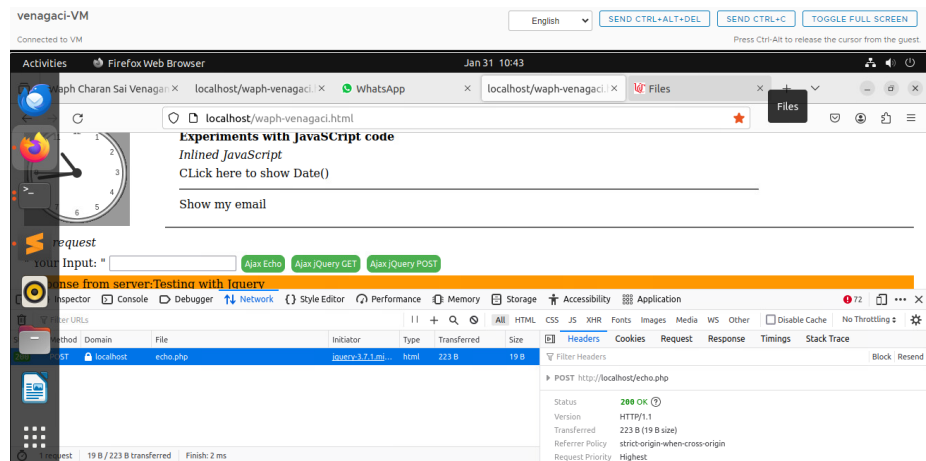 venagaci-VM
English
SEND CTRL+ALT+DEL
SEND CTRL+C
TOGGLE FULL SCREEN
Connected to VM
Press Ctrl-Alt to release the cursor from the guest.
Activities
Firefox Web Browser
Jan 31 10:43
Waph Charan Sai Venagan
localhost/waph-venagaci.
WhatsApp
localhost/waph-venagaci.
Files
Files
localhost/waph-venagaci.html
Experiments with JavaSCript code
Inlined JavaScript
CLick here to show Date()
Show my email
request
Your Input: "
Ajax Echo
Ajax jQuery GET
Ajax jQuery POST
ponse from server:Testing with Jquery
Inspector
Console
Debugger
Network
Style Editor
Performance
Memory
Storage
Accessibility
Application
72
Filter URLs
All HTML CSS JS XHR Fonts Images Media WS Other
Disable Cache
No Throttling
Method Domain File Initiator Type Transferred Size
POST localhost echo.php jquery-3.7.1.mi... html 223 B 19 B
Headers Cookies Request Response Timings Stack Trace
Filter Headers
Block Resend
POST http://localhost/echo.php
Status 200 OK
Version HTTP/1.1
Transferred 223 B (19 B size)
Referrer Policy strict-origin-when-cross-origin
Request Priority Highest
1 request
19 B / 223 B transferred
Finish: 2 ms